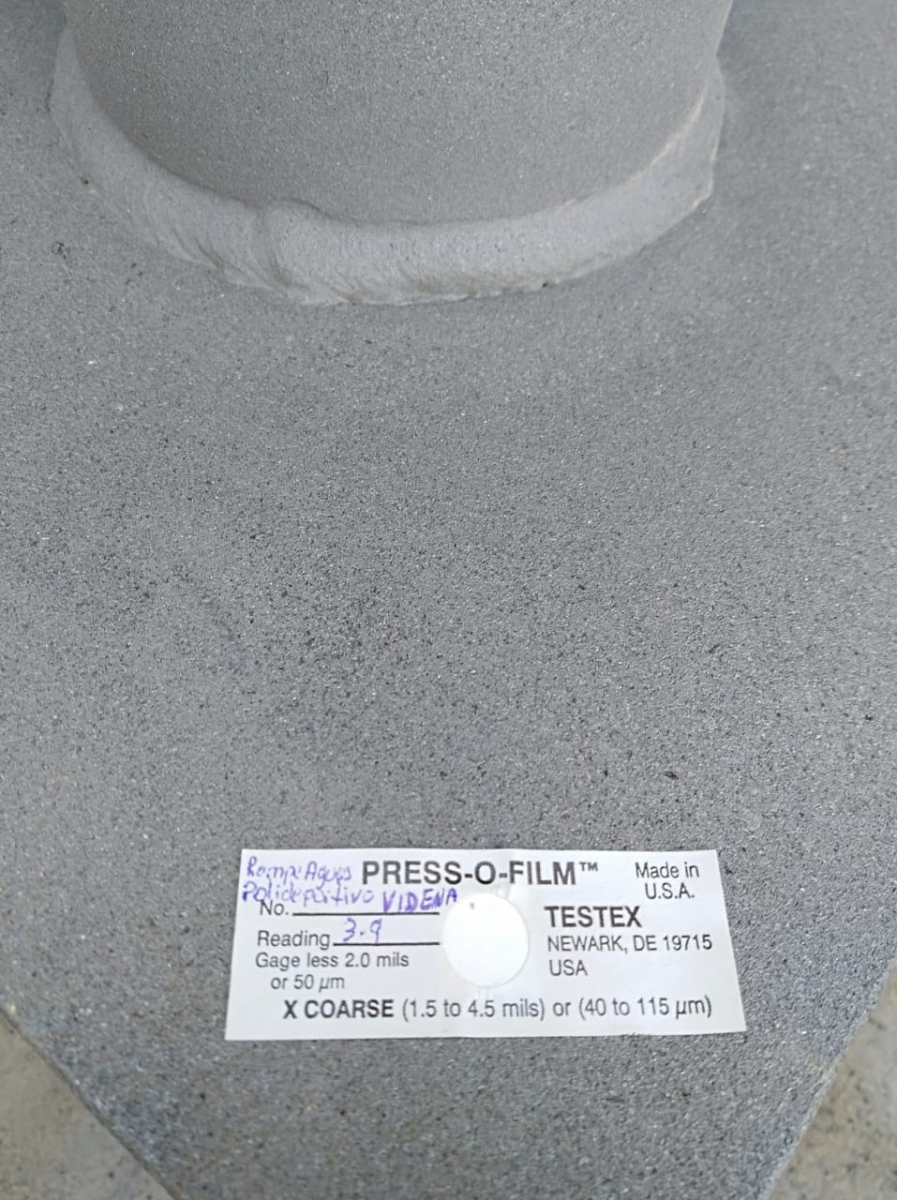 Rompe Aguas
Polideportivo VIDENA
PRESS-O-FILM™
Made in
U.S.A.
No.
Reading 3.9
Gage less 2.0 mils
or 50 µm
TESTEX
NEWARK, DE 19715
USA
X COARSE (1.5 to 4.5 mils) or (40 to 115 µm)